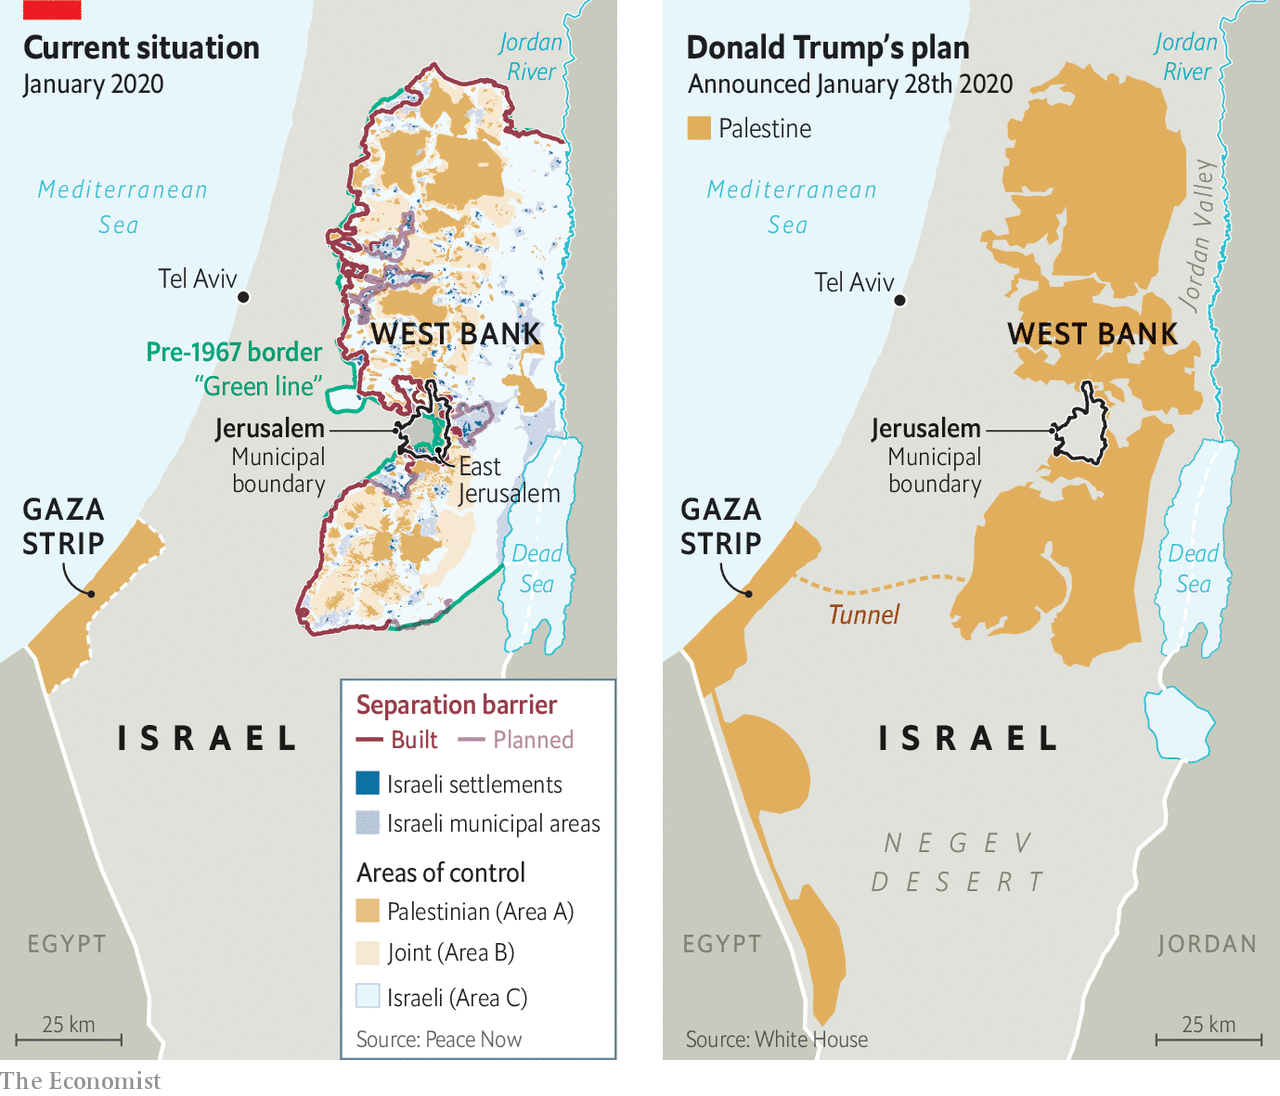 Current situation
January 2020
Jordan
River
Mediterranean
Sea
Tel Aviv
WEST BANK
Pre-1967 border
“Green line”
Jerusalem
Municipal
boundary
East
Jerusalem
GAZA
STRIP
Dead
Sea
ISRAEL
EGYPT
25 km
Separation barrier
Built
Planned
Israeli settlements
Israeli municipal areas
Areas of control
Palestinian (Area A)
Joint (Area B)
Israeli (Area C)
Source: Peace Now
Donald Trump’s plan
Announced January 28th 2020
Palestine
Jordan
River
Mediterranean
Sea
Jordan Valley
Tel Aviv
WEST BANK
Jerusalem
Municipal
boundary
GAZA
STRIP
Tunnel
Dead
Sea
ISRAEL
NEGEV
DESERT
EGYPT
JORDAN
25 km
Source: White House
The Economist